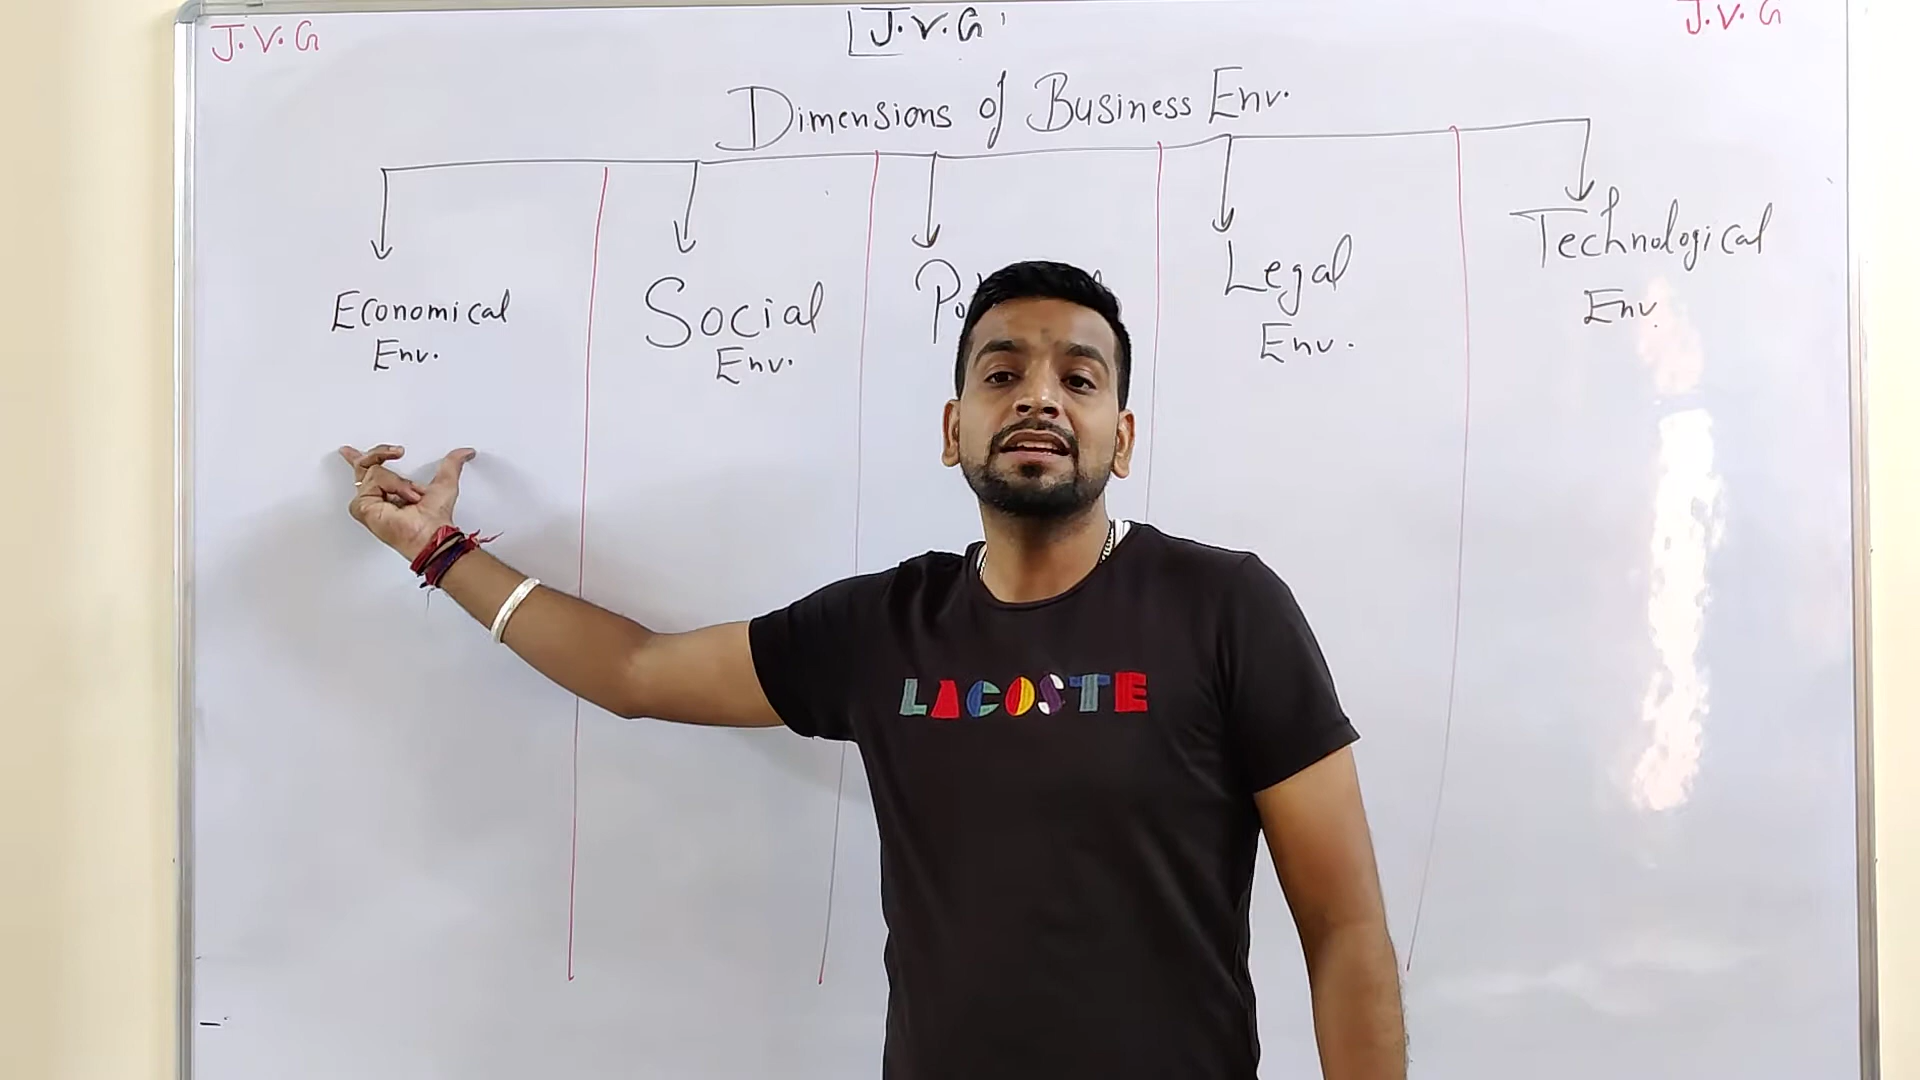 J.V.G
J.V.G
J.V.G
Dimensions of Business Env.
Economical
Env.
Social
Env.
Legal
Env.
Technological
Env.
LACOSTE